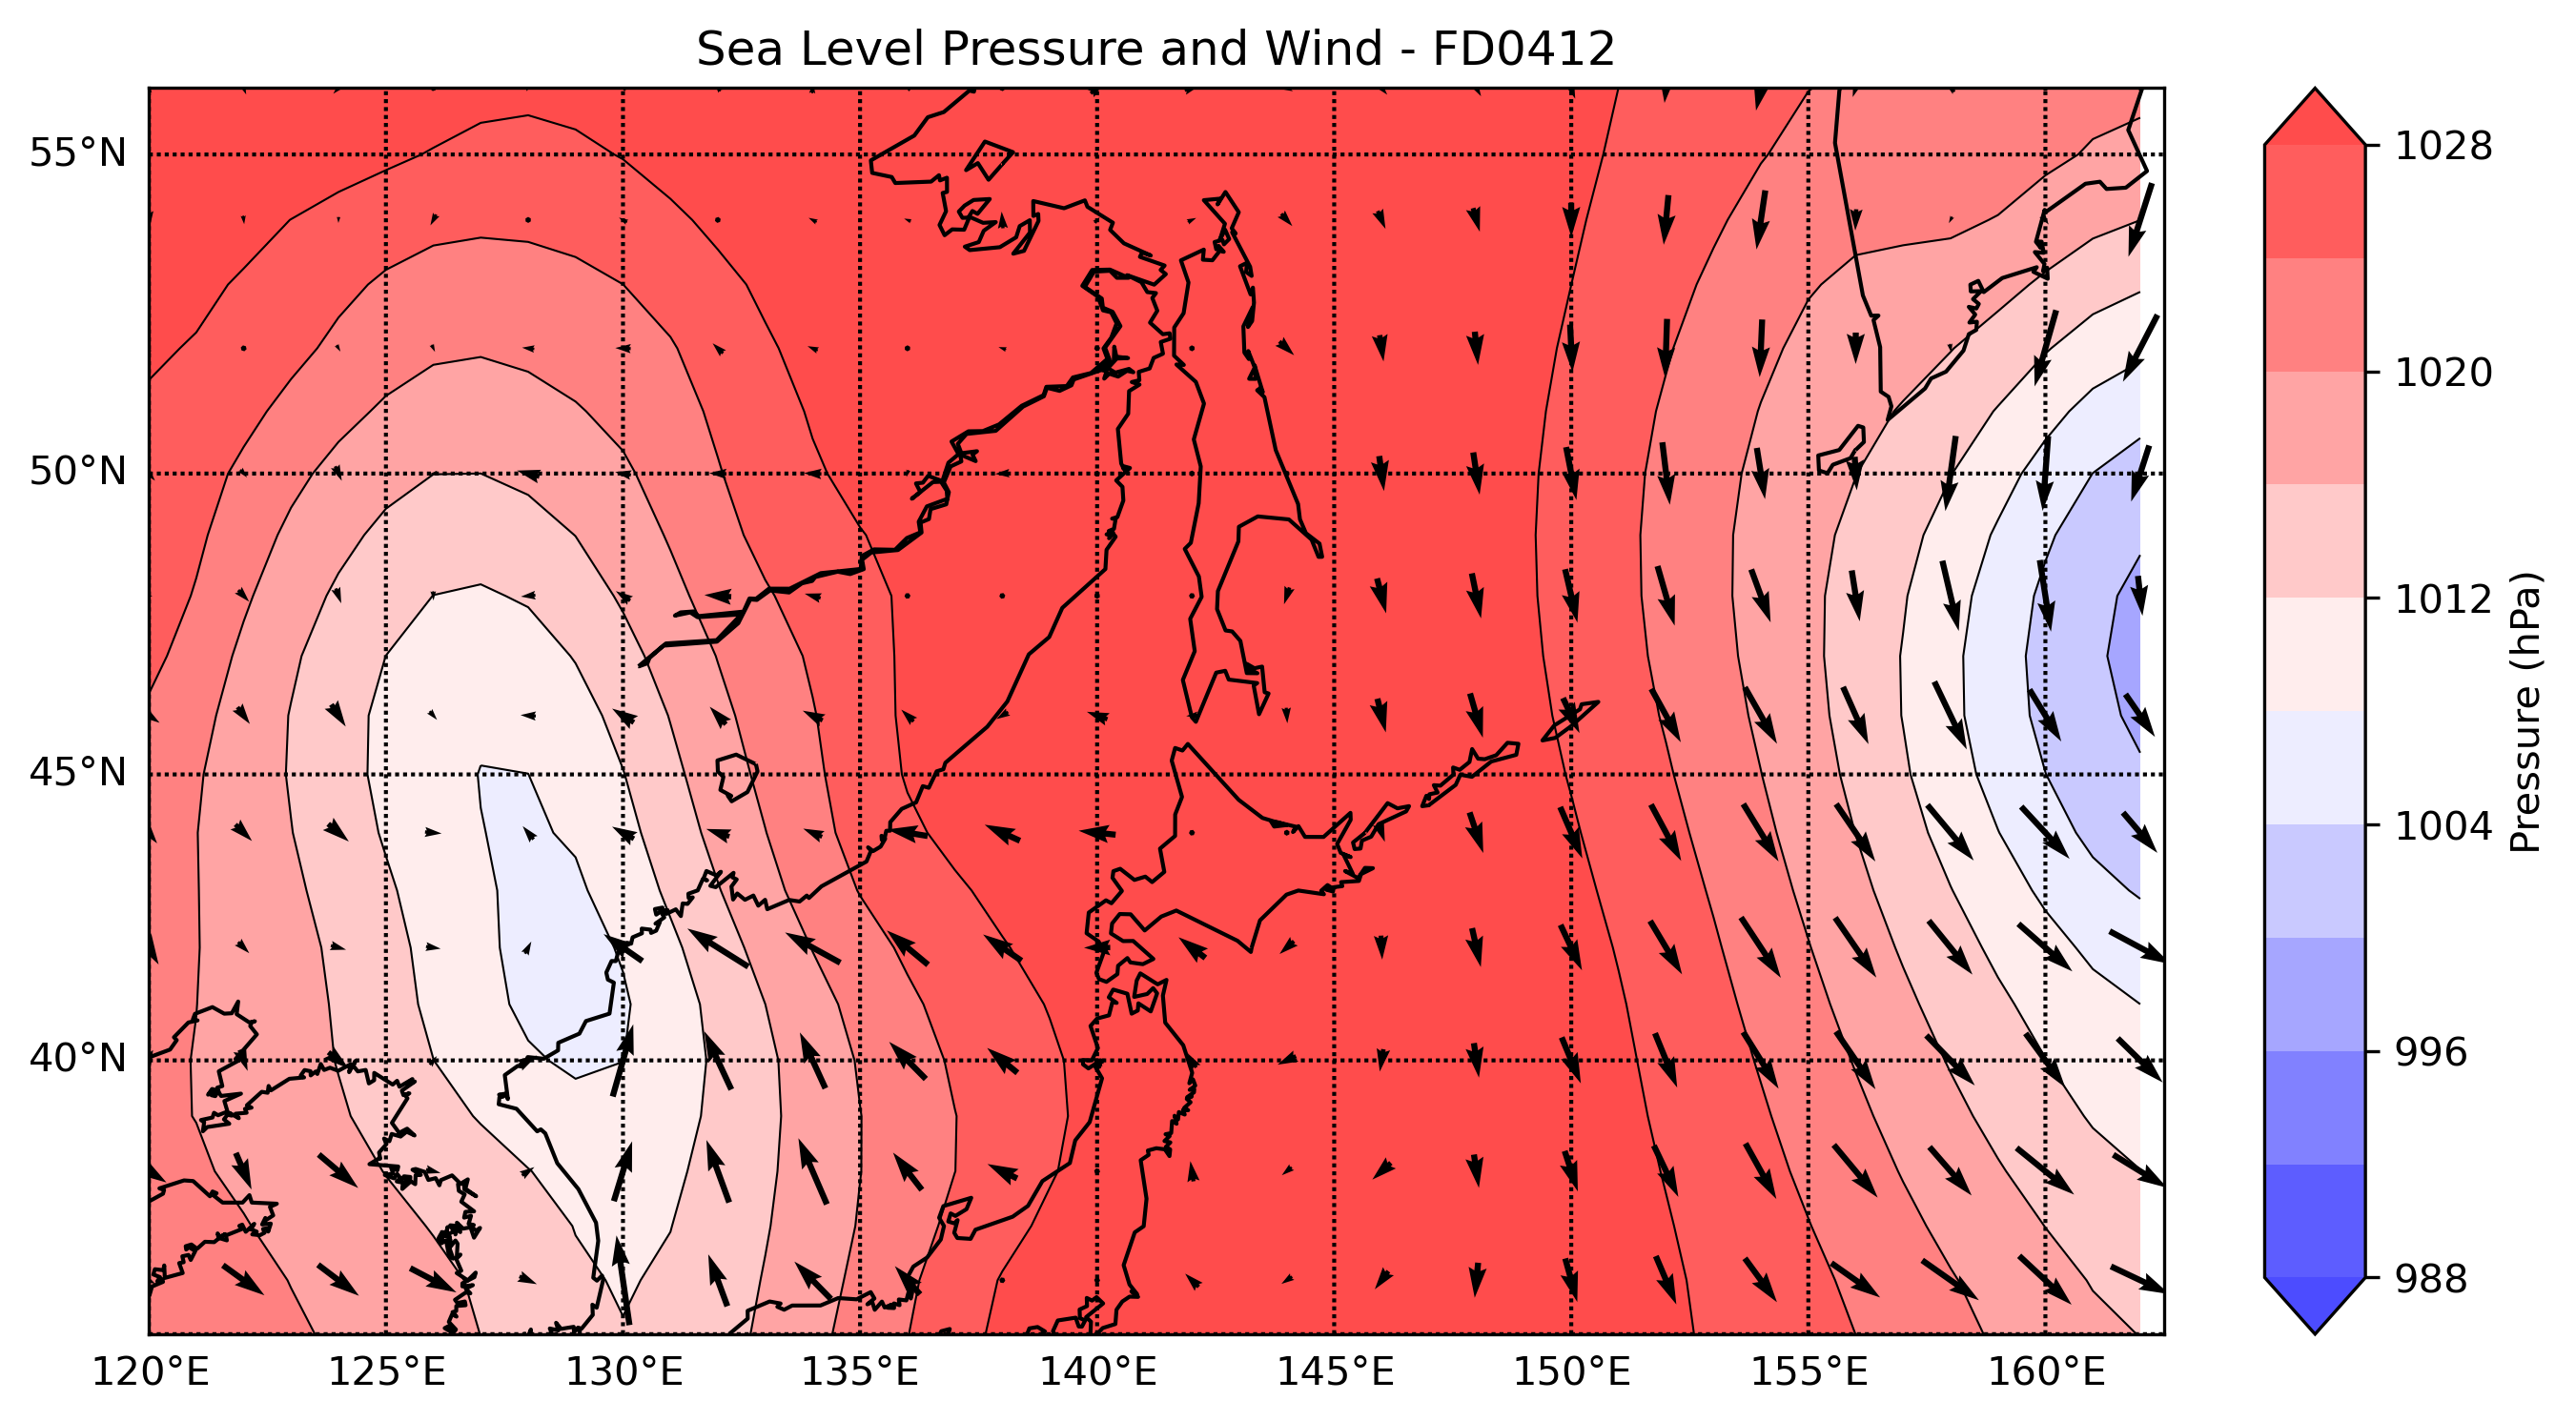 Sea Level Pressure and Wind - FD0412
55°N
50°N
45°N
40°N
120°E 125°E 130°E 135°E 140°E 145°E 150°E 155°E 160°E
1028
1020
1012
1004
996
988
Pressure (hPa)